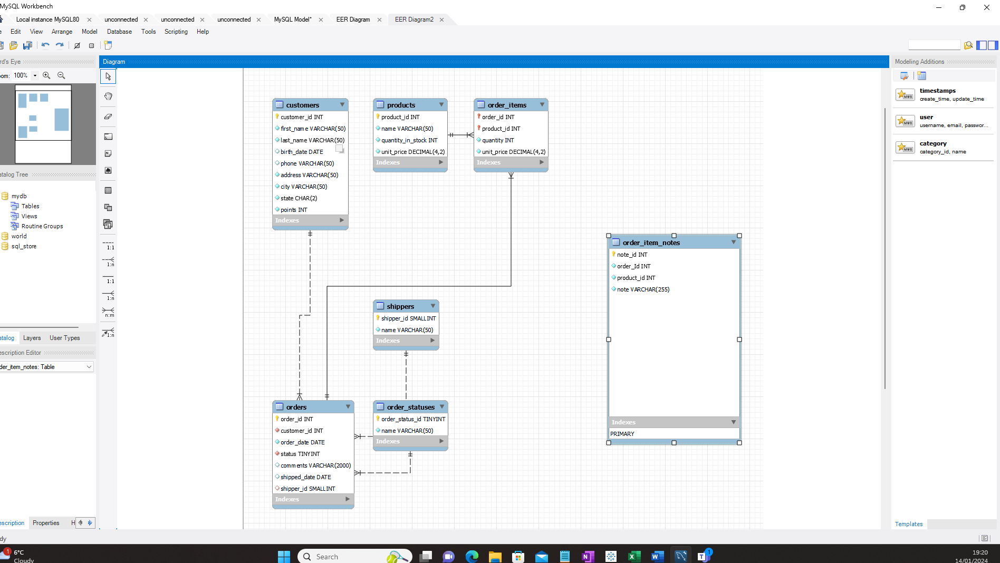 MySQL Workbench
Local instance MySQL80
unconnected
unconnected
unconnected
MySQL Model*
EER Diagram
EER Diagram2
Edit View Arrange Model Database Tools Scripting Help
rd's Eye
Diagram
Modeling Additions
om: 100%
timestamps
create_time, update_time
user
username, email, passwor...
category
category_id, name
customers
customer_id INT
first_name VARCHAR(50)
last_name VARCHAR(50)
birth_date DATE
phone VARCHAR(50)
address VARCHAR(50)
city VARCHAR(50)
state CHAR(2)
points INT
Indexes
products
product_id INT
name VARCHAR(50)
quantity_in_stock INT
unit_price DECIMAL(4,2)
Indexes
order_items
order_id INT
product_id INT
quantity INT
unit_price DECIMAL(4,2)
Indexes
atalog Tree
mydb
Tables
Views
Routine Groups
world
sql_store
1:1
1:n
1:1
1:n
n:m
1:n
order_item_notes
note_id INT
order_Id INT
product_id INT
note VARCHAR(255)
Indexes
PRIMARY
shippers
shipper_id SMALLINT
name VARCHAR(50)
Indexes
atalog Layers User Types
escription Editor
der_item_notes: Table
orders
order_id INT
customer_id INT
order_date DATE
status TINYINT
comments VARCHAR(2000)
shipped_date DATE
shipper_id SMALLINT
Indexes
order_statuses
order_status_id TINYINT
name VARCHAR(50)
Indexes
escription Properties H
Templates
dy
1
6°C
Cloudy
Search
1
19:20
14/01/2024